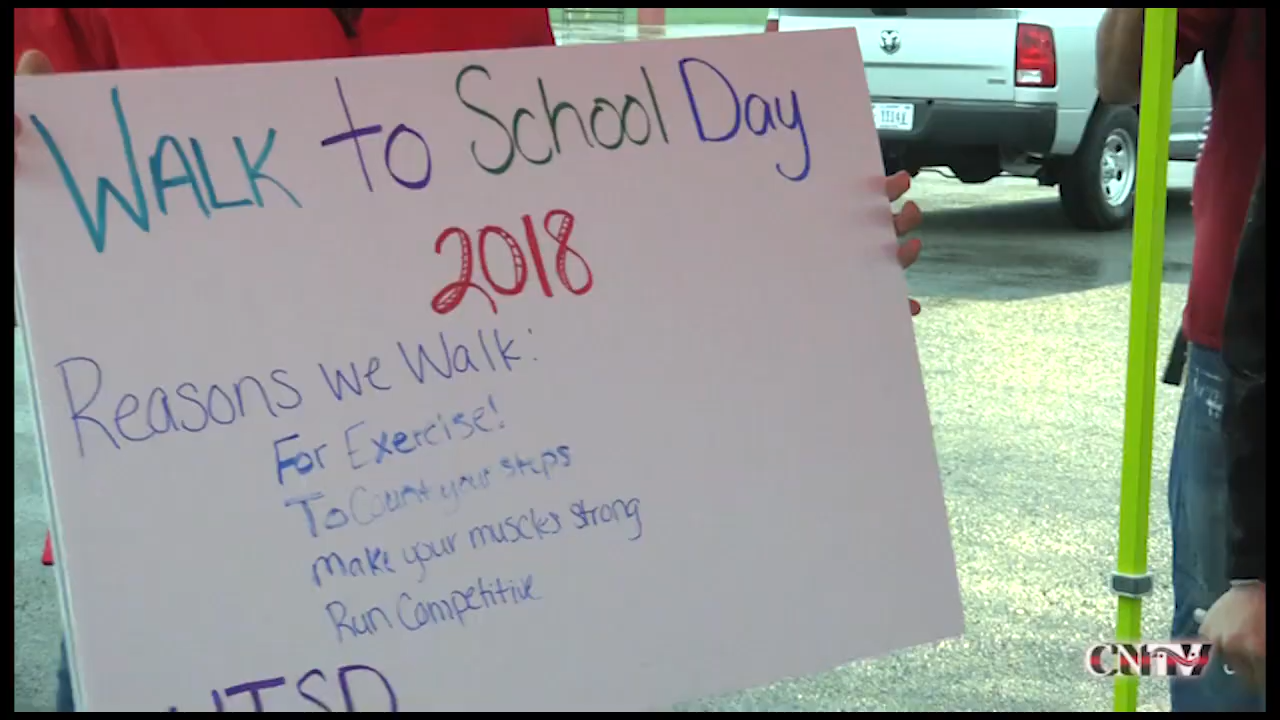 WALK to School Day
2018
Reasons we Walk:
For Exercise!
To Count your steps
Make your muscles strong
Run Competitive
CNTV